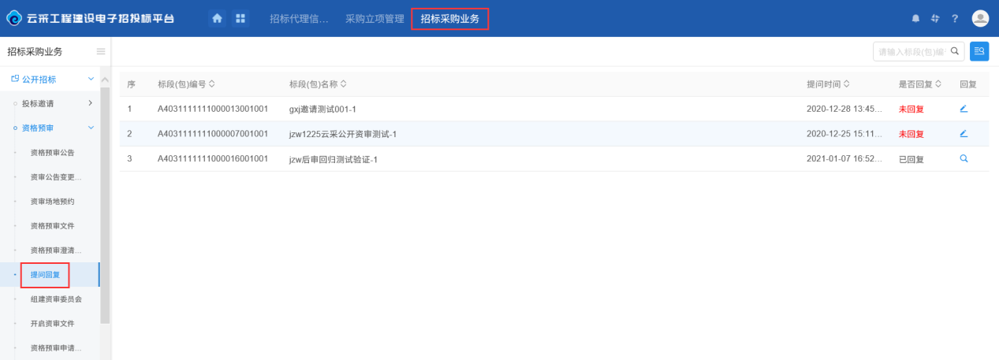 云采工程建设电子招投标平台
招标代理信...
采购立项管理
招标采购业务
?
招标采购业务
请输入标段(包)编
公开招标
投标邀请
资格预审
资格预审公告
资审公告变更...
资审场地预约
资格预审文件
资格预审澄清...
提问回复
组建资审委员会
开启资审文件
资格预审申请...
序 标段(包)编号 标段(包)名称 提问时间 是否回复 回复
1 A4031111111000013001001 gxj邀请测试001-1 2020-12-28 13:45... 未回复
2 A4031111111000007001001 jzw1225云采公开资审测试-1 2020-12-25 15:11... 未回复
3 A4031111111000016001001 jzw后审回归测试验证-1 2021-01-07 16:52... 已回复